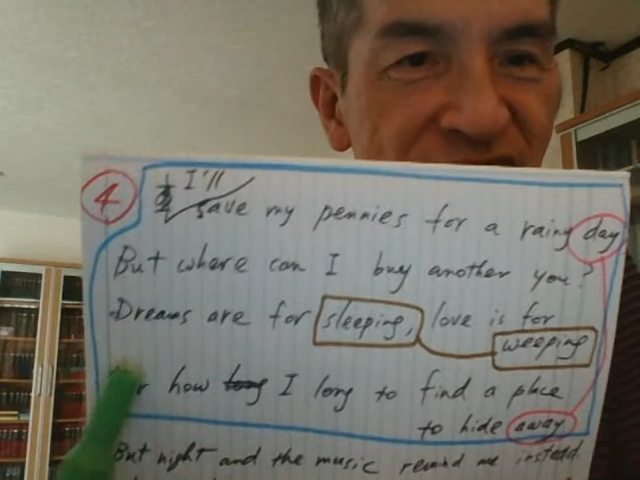 4
I'll
save my pennies for a rainy day
But where can I buy another you?
Dreams are for sleeping, love is for
weeping
how long I long to find a place
to hide away
But night and the music remind me instead